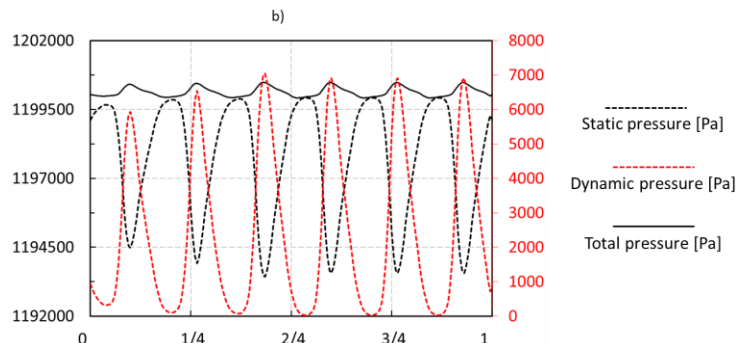 b)
1202000
1199500
1197000
1194500
1192000
8000
7000
6000
5000
4000
3000
2000
1000
0
0 1/4 2/4 3/4 1
Static pressure [Pa]
Dynamic pressure [Pa]
Total pressure [Pa]